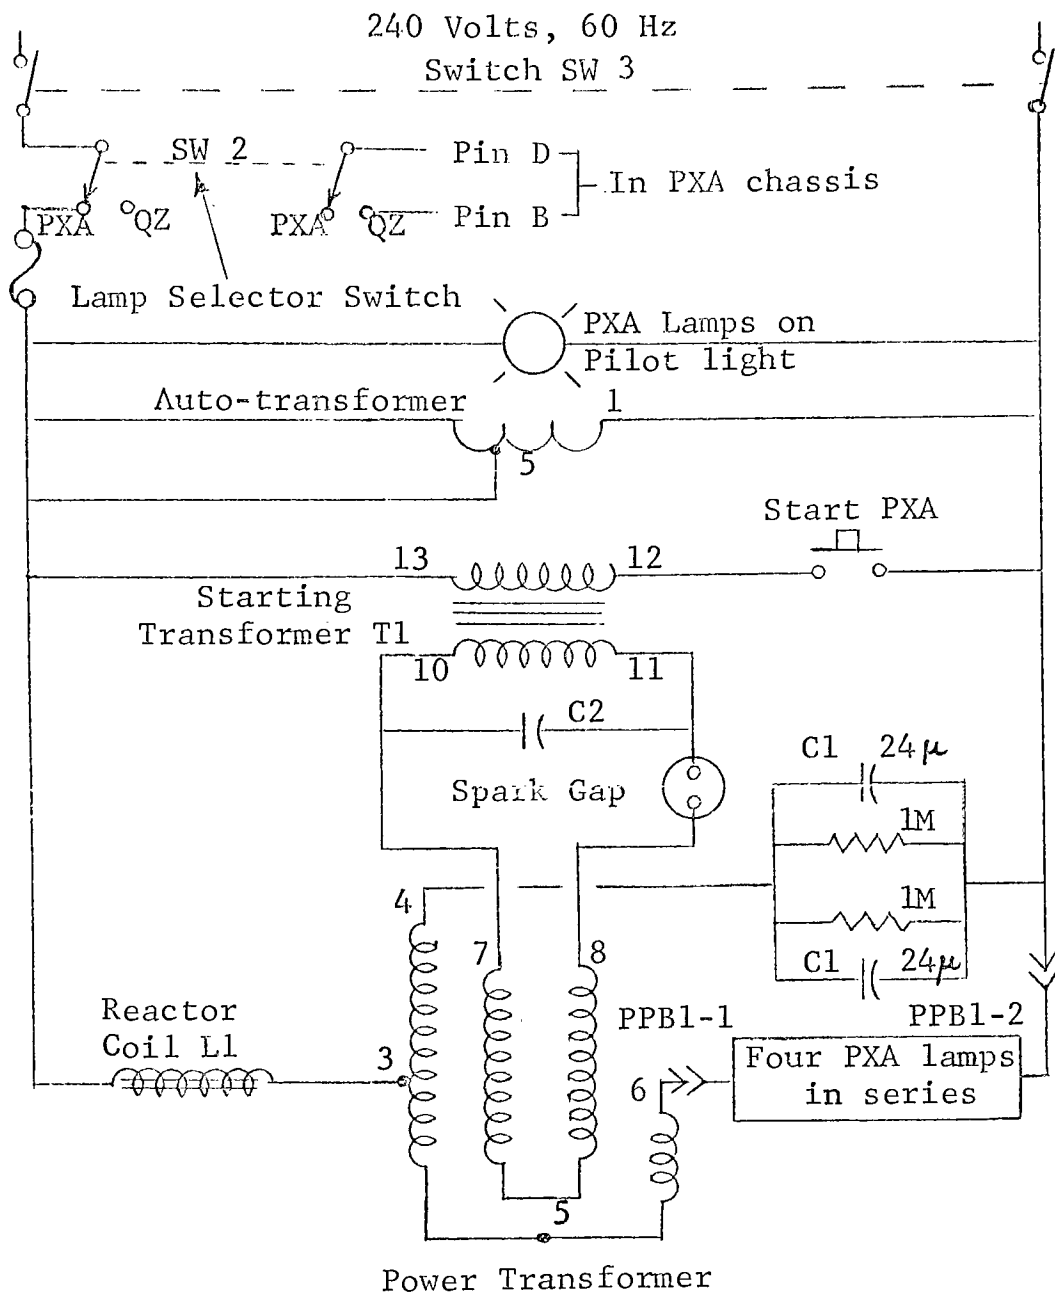 240 Volts, 60 Hz
Switch SW 3
SW 2
Pin D
In PXA chassis
PXA
QZ
PXA
QZ
Pin B
Lamp Selector Switch
PXA Lamps on
Pilot light
Auto-transformer
1
5
Start PXA
13
12
Starting
Transformer T1
10
11
C2
C1
24μ
Spark Gap
1M
1M
4
7
8
C1
24μ
Reactor
Coil L1
3
PPB1-1
PPB1-2
Four PXA lamps
in series
6
5
Power Transformer